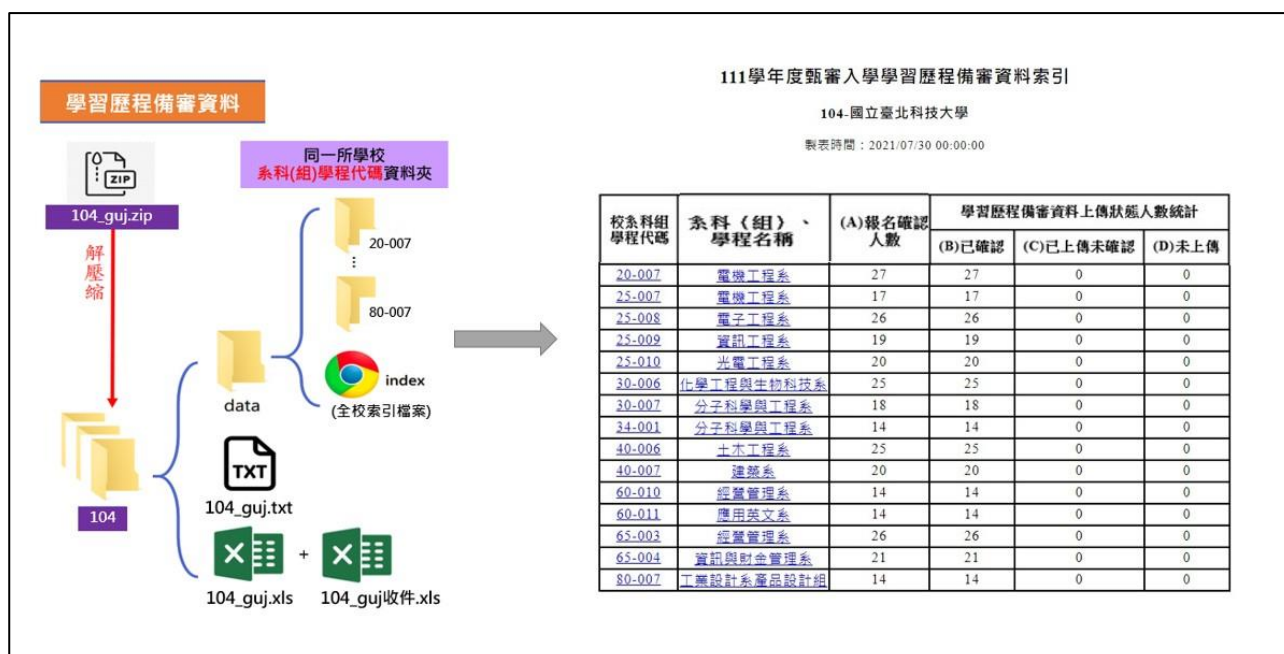 學習歷程備審資料
ZIP
104_guj.zip
解壓縮
104
data
TXT
104_guj.txt
104_guj.xls
+
104_guj收件.xls
同一所學校
系科(組)學程代碼資料夾
20-007
⋮
80-007
index
(全校索引檔案)
111學年度甄審入學學習歷程備審資料索引
104-國立臺北科技大學
製表時間：2021/07/30 00:00:00
校系科組學程代碼 系科（組）、學程名稱 (A)報名確認人數 學習歷程備審資料上傳狀態人數統計
(B)已確認 (C)已上傳未確認 (D)未上傳
20-007 電機工程系 27 27 0 0
25-007 電機工程系 17 17 0 0
25-008 電子工程系 26 26 0 0
25-009 資訊工程系 19 19 0 0
25-010 光電工程系 20 20 0 0
30-006 化學工程與生物科技系 25 25 0 0
30-007 分子科學與工程系 18 18 0 0
34-001 分子科學與工程系 14 14 0 0
40-006 土木工程系 25 25 0 0
40-007 建築系 20 20 0 0
60-010 經營管理系 14 14 0 0
60-011 應用英文系 14 14 0 0
65-003 經營管理系 26 26 0 0
65-004 資訊與財金管理系 21 21 0 0
80-007 工業設計系產品設計組 14 14 0 0